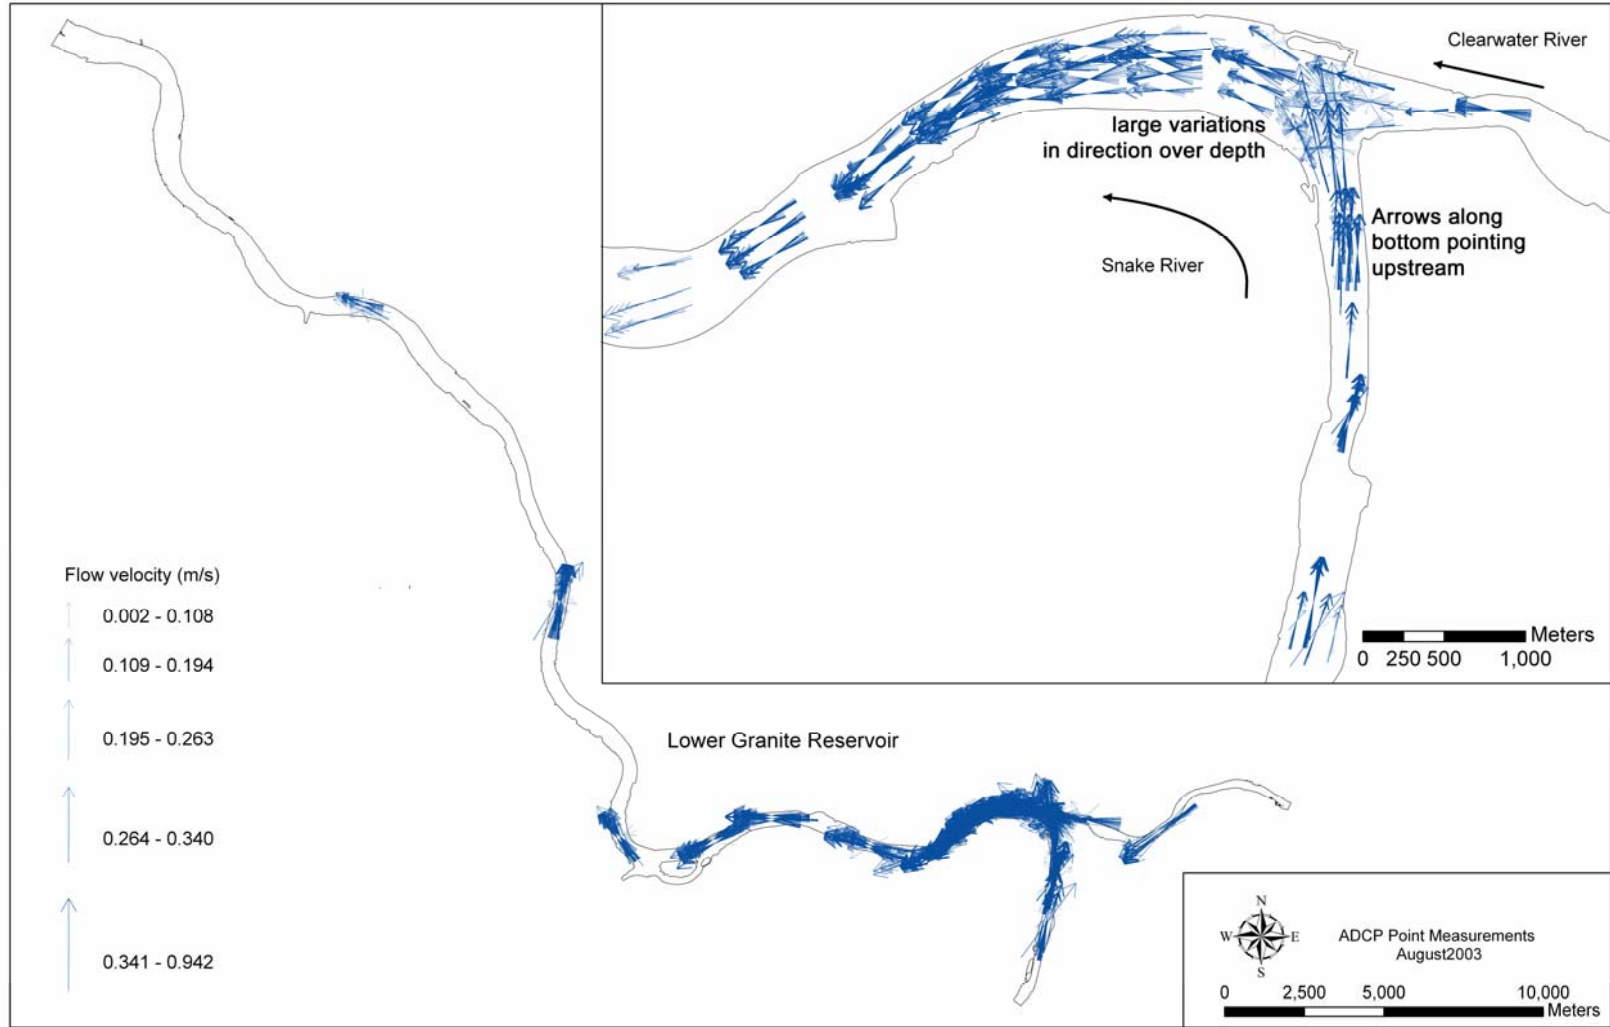 Clearwater River
large variations
in direction over depth
Snake River
Arrows along
bottom pointing
upstream
Meters
0 250 500 1,000
Flow velocity (m/s)
0.002 - 0.108
0.109 - 0.194
0.195 - 0.263
0.264 - 0.340
0.341 - 0.942
Lower Granite Reservoir
N
W E
S
ADCP Point Measurements
August2003
0 2,500 5,000 10,000
Meters